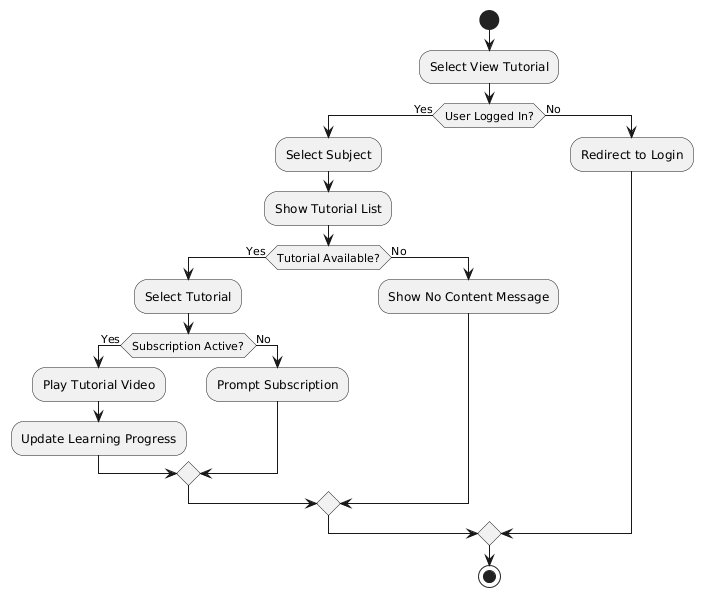 Select View Tutorial
Yes
User Logged In?
No
Select Subject
Redirect to Login
Show Tutorial List
Yes
Tutorial Available?
No
Select Tutorial
Show No Content Message
Yes
Subscription Active?
No
Play Tutorial Video
Prompt Subscription
Update Learning Progress